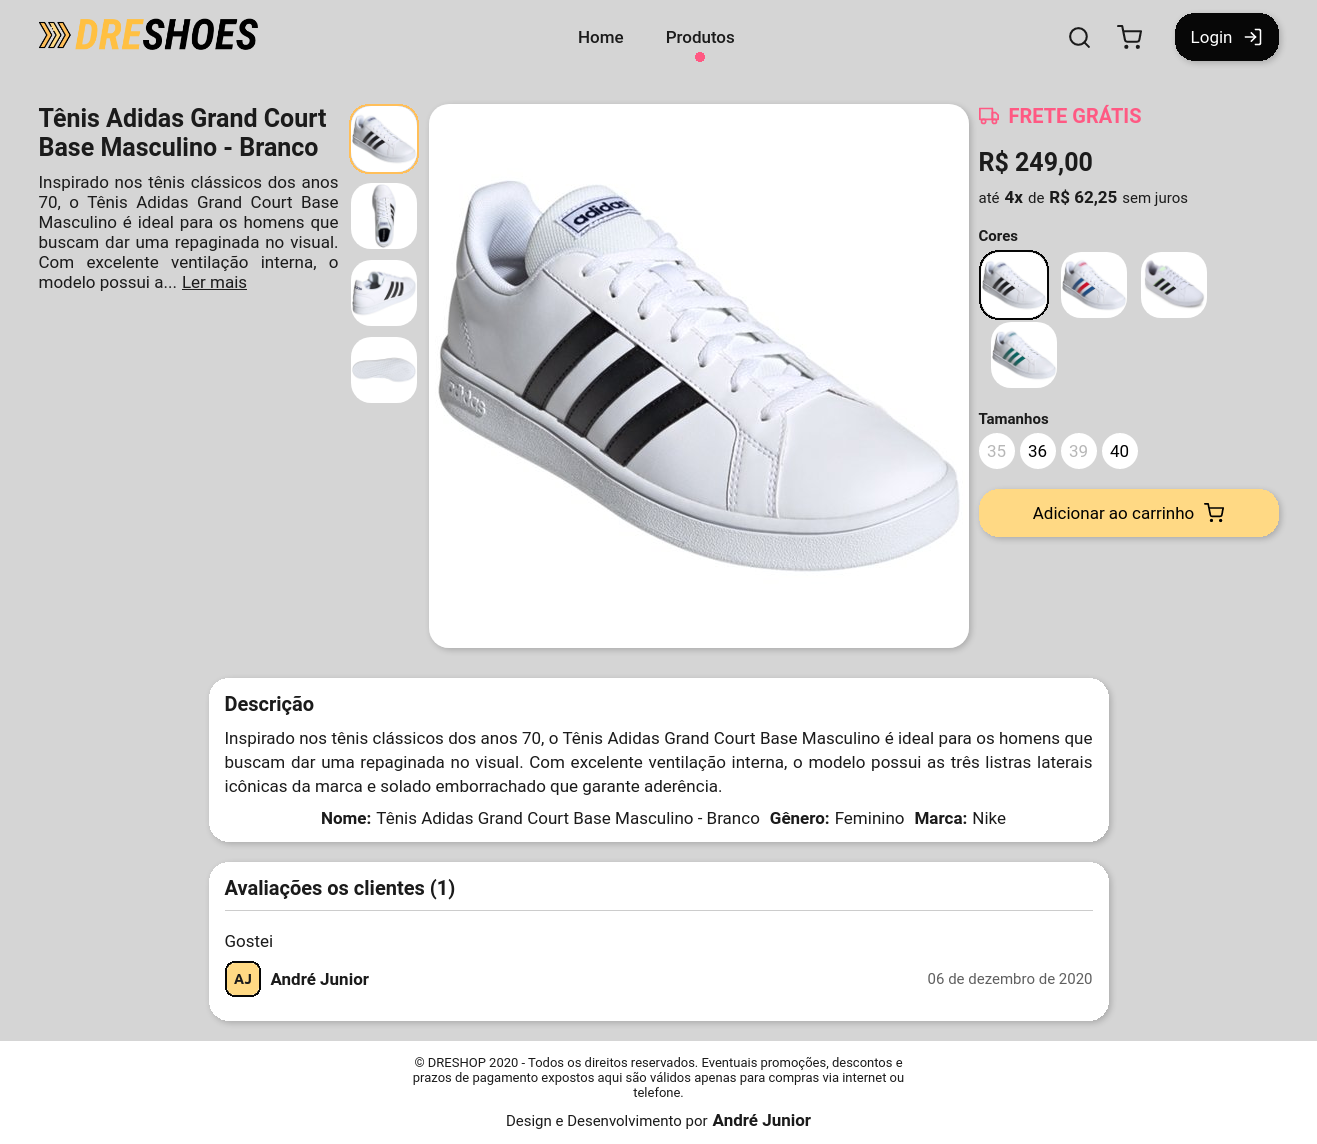 DRESHOES
Home
Produtos
Login
Tênis Adidas Grand Court
Base Masculino - Branco
Inspirado nos tênis clássicos dos anos
70, o Tênis Adidas Grand Court Base
Masculino é ideal para os homens que
buscam dar uma repaginada no visual.
Com excelente ventilação interna, o
modelo possui a... Ler mais
adidas
adidas
FRETE GRÁTIS
R$ 249,00
até 4x de R$ 62,25 sem juros
Cores
Tamanhos
35 36 39 40
Adicionar ao carrinho
Descrição
Inspirado nos tênis clássicos dos anos 70, o Tênis Adidas Grand Court Base Masculino é ideal para os homens que
buscam dar uma repaginada no visual. Com excelente ventilação interna, o modelo possui as três listras laterais
icônicas da marca e solado emborrachado que garante aderência.
Nome: Tênis Adidas Grand Court Base Masculino - Branco Gênero: Feminino Marca: Nike
Avaliações os clientes (1)
Gostei
AJ André Junior 06 de dezembro de 2020
© DRESHOP 2020 - Todos os direitos reservados. Eventuais promoções, descontos e
prazos de pagamento expostos aqui são válidos apenas para compras via internet ou
telefone.
Design e Desenvolvimento por André Junior